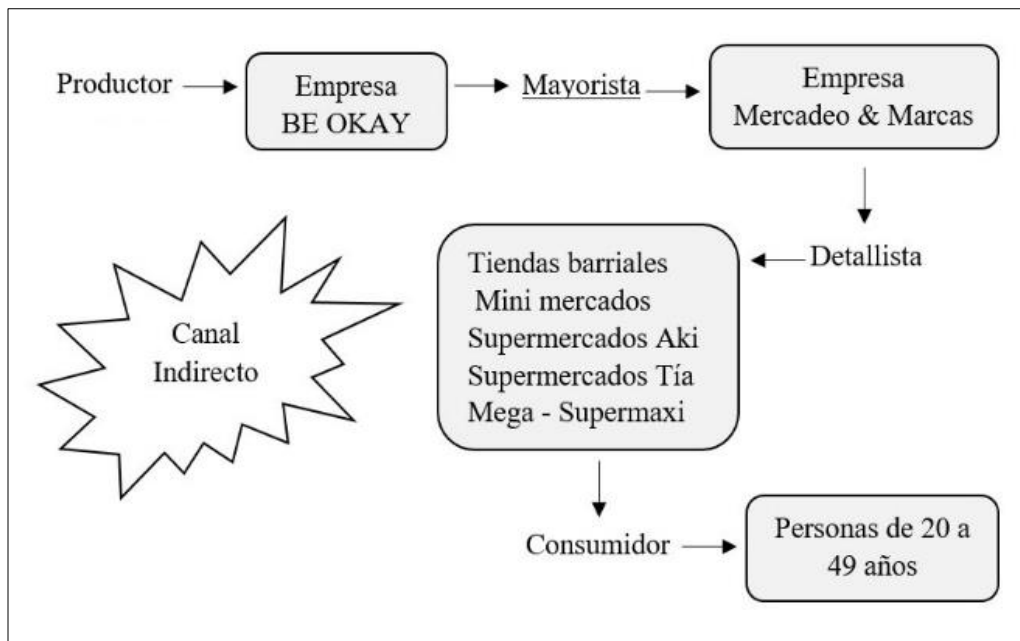 Productor
Empresa
BE OKAY
Mayorista
Empresa
Mercadeo & Marcas
Detallista
Tiendas barriales
Mini mercados
Supermercados Aki
Supermercados Tía
Mega - Supermaxi
Canal
Indirecto
Consumidor
Personas de 20 a
49 años